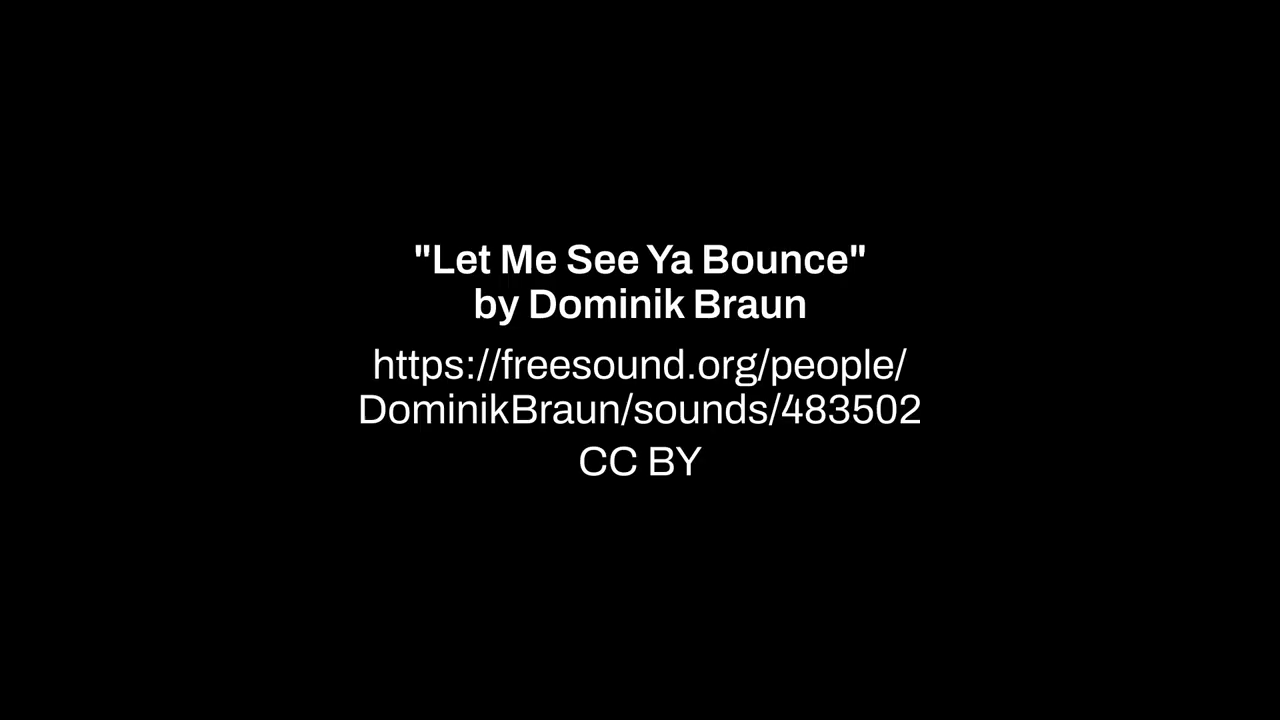 "Let Me See Ya Bounce"
by Dominik Braun
https://freesound.org/people/
DominikBraun/sounds/483502
CC BY